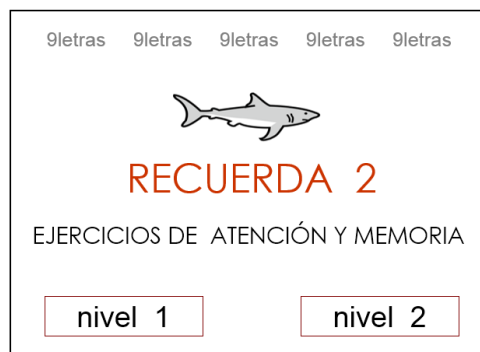 9letras 9letras 9letras 9letras 9letras
RECUERDA 2
EJERCICIOS DE ATENCIÓN Y MEMORIA
nivel 1 nivel 2